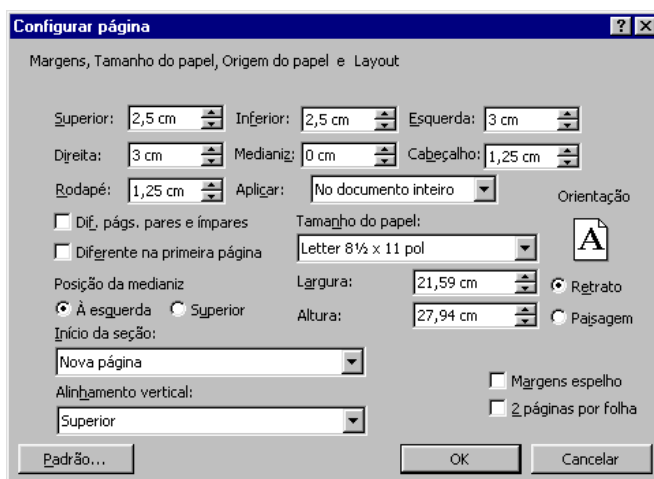 Configurar página
Margens, Tamanho do papel, Origem do papel e Layout
Superior: 2,5 cm Inferior: 2,5 cm Esquerda: 3 cm
Direita: 3 cm Medianiz: 0 cm Cabeçalho: 1,25 cm
Rodapé: 1,25 cm Aplicar: No documento inteiro
Orientação
Dif. págs. pares e ímpares
Tamanho do papel:
A
Diferente na primeira página
Letter 8½ x 11 pol
Posição da medianiz
Largura: 21,59 cm
Retrato
À esquerda Superior
Altura: 27,94 cm
Paisagem
Início da seção:
Nova página
Margens espelho
Alinhamento vertical:
2 páginas por folha
Superior
Padrão... OK Cancelar